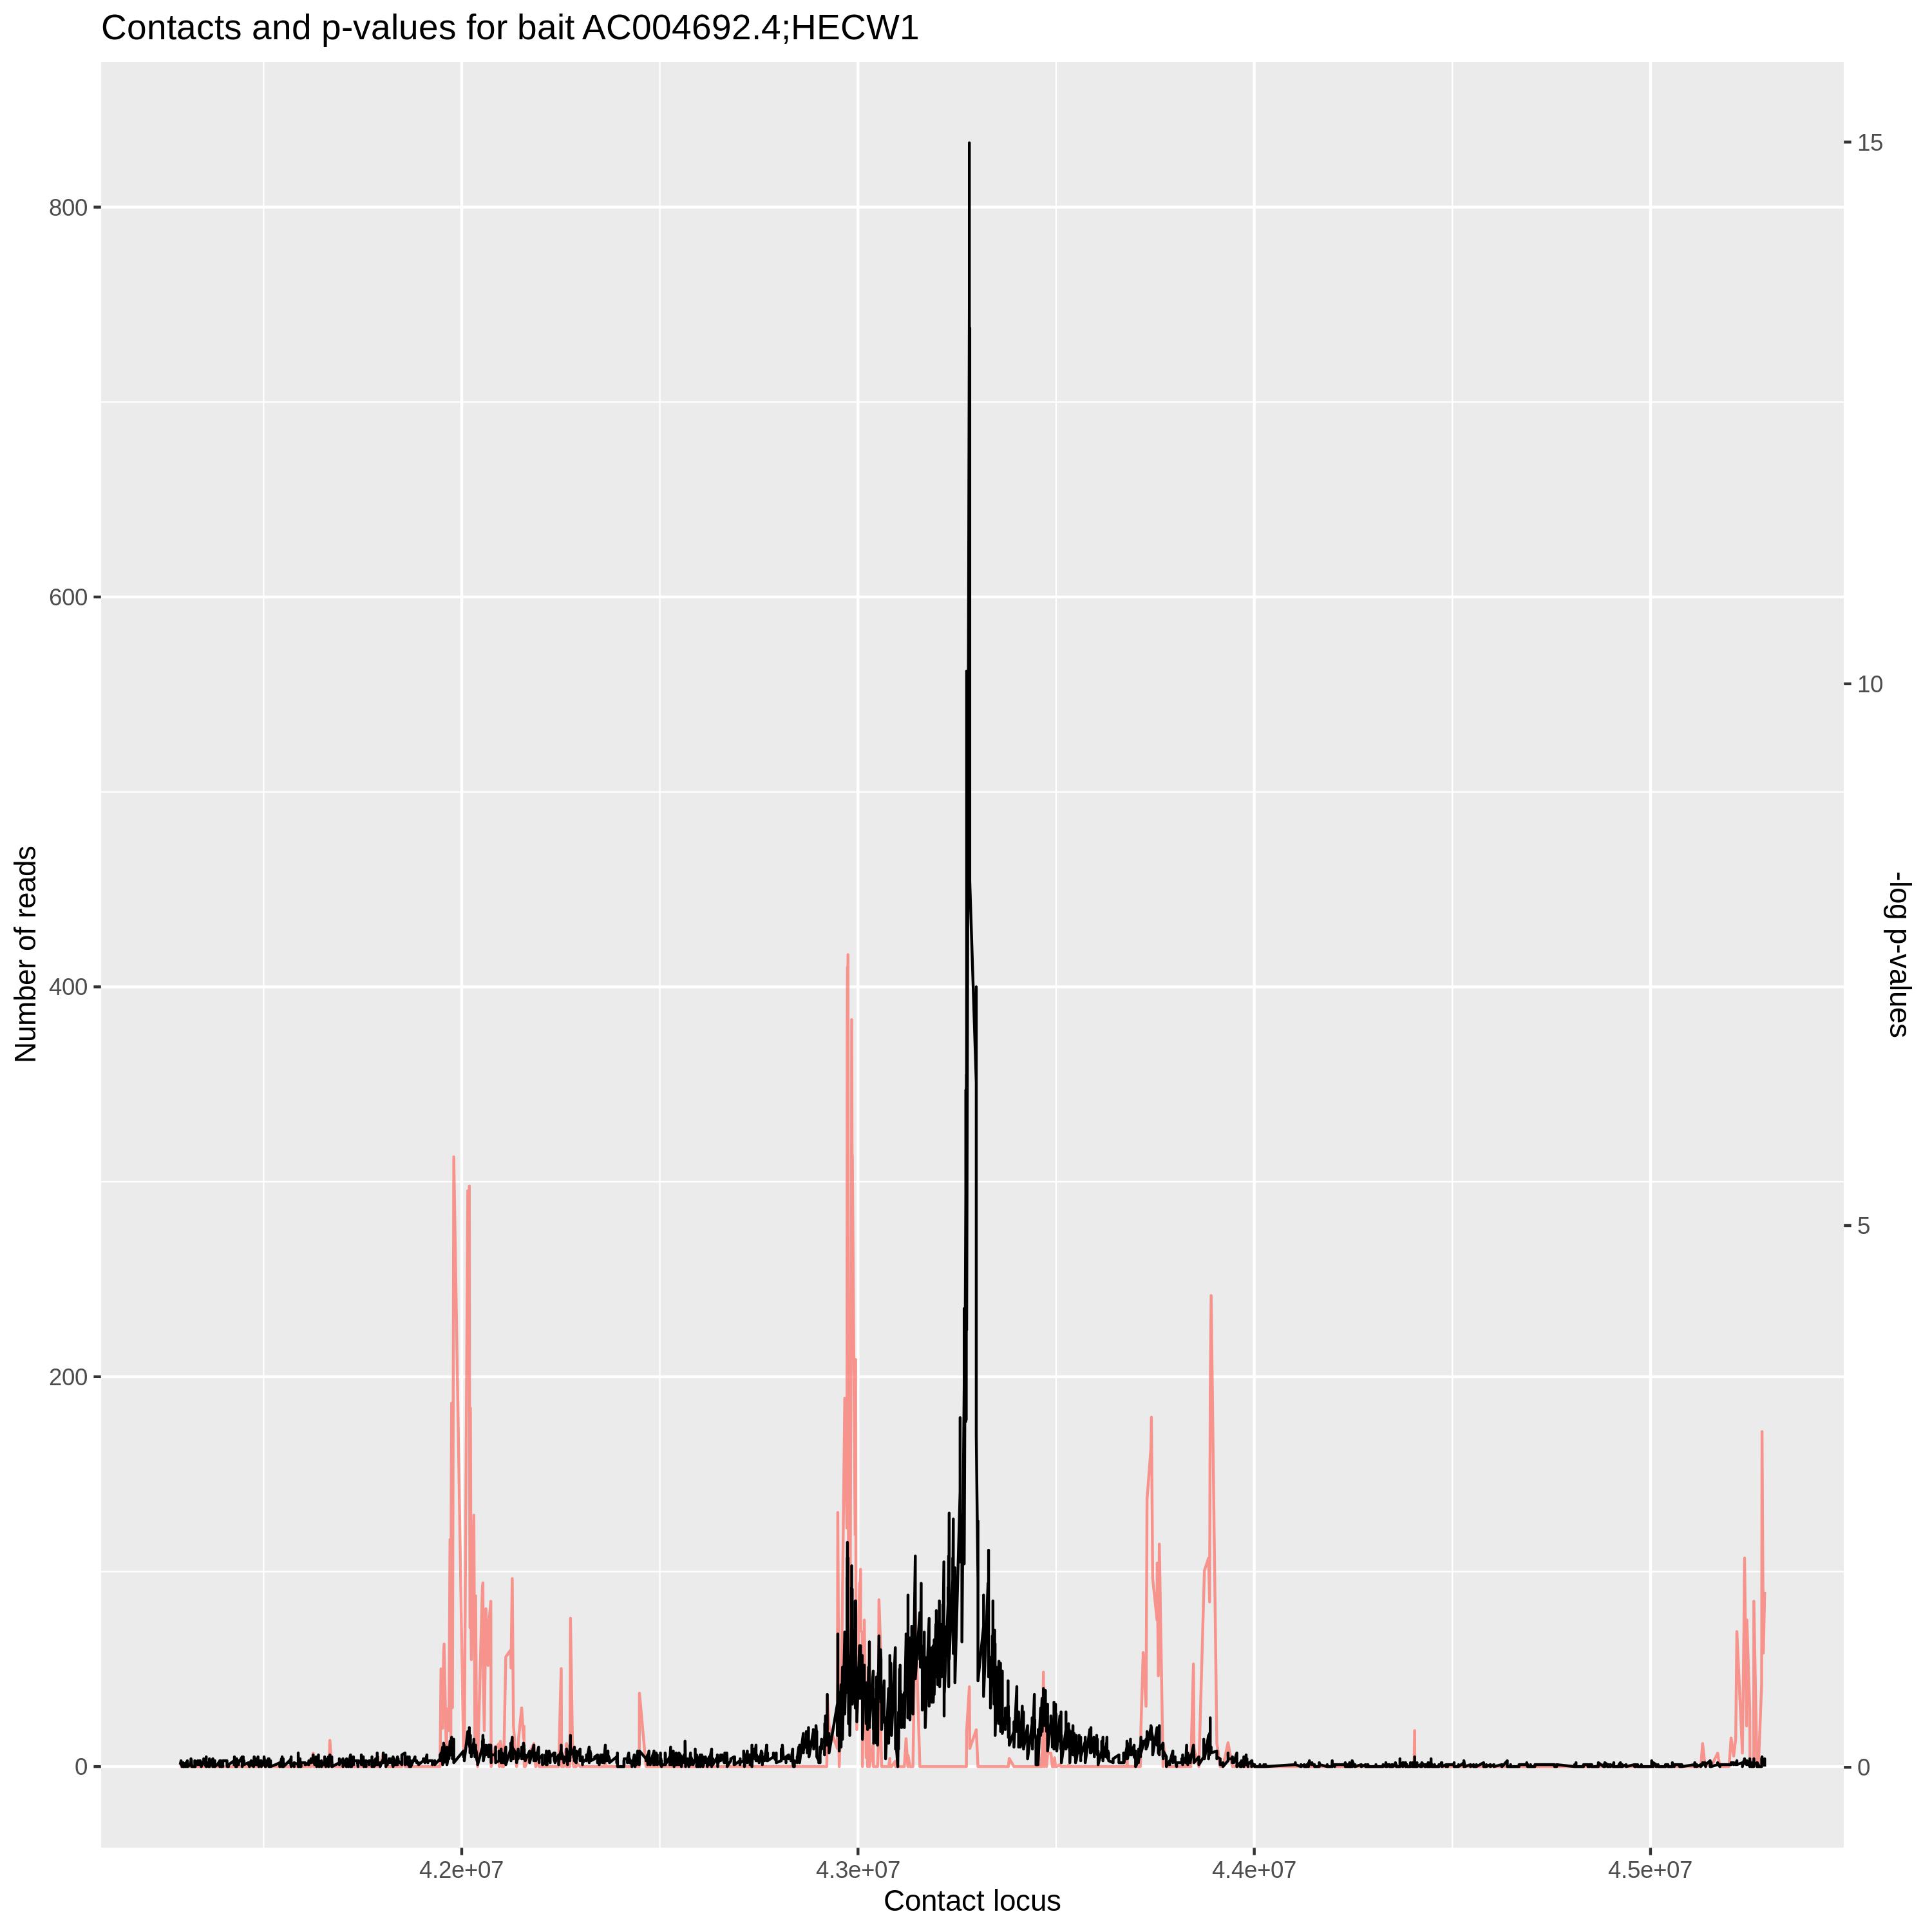 Contacts and p-values for bait AC004692.4;HECW1
Number of reads
800
600
400
200
0
15
10
5
0
-log p-values
4.2e+07
4.3e+07
4.4e+07
4.5e+07
Contact locus